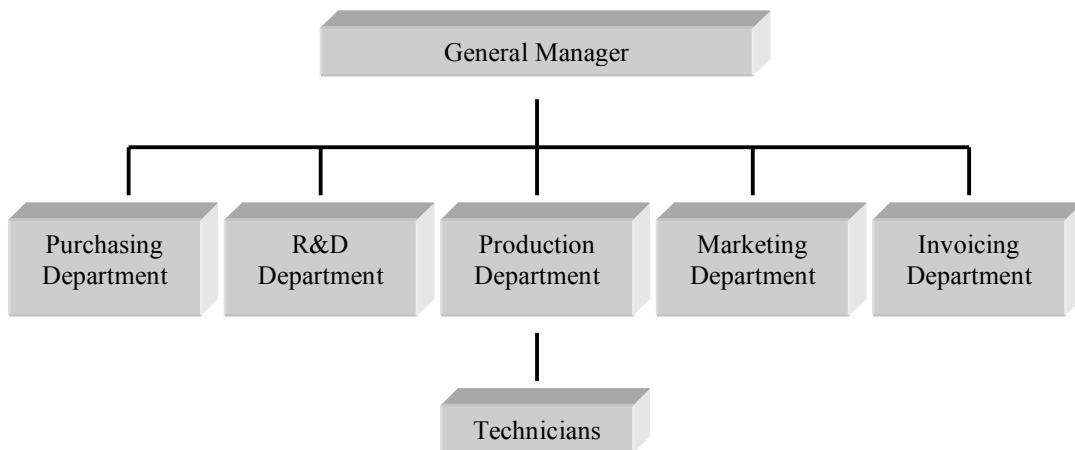 General Manager
Purchasing
Department
R&D
Department
Production
Department
Marketing
Department
Invoicing
Department
Technicians